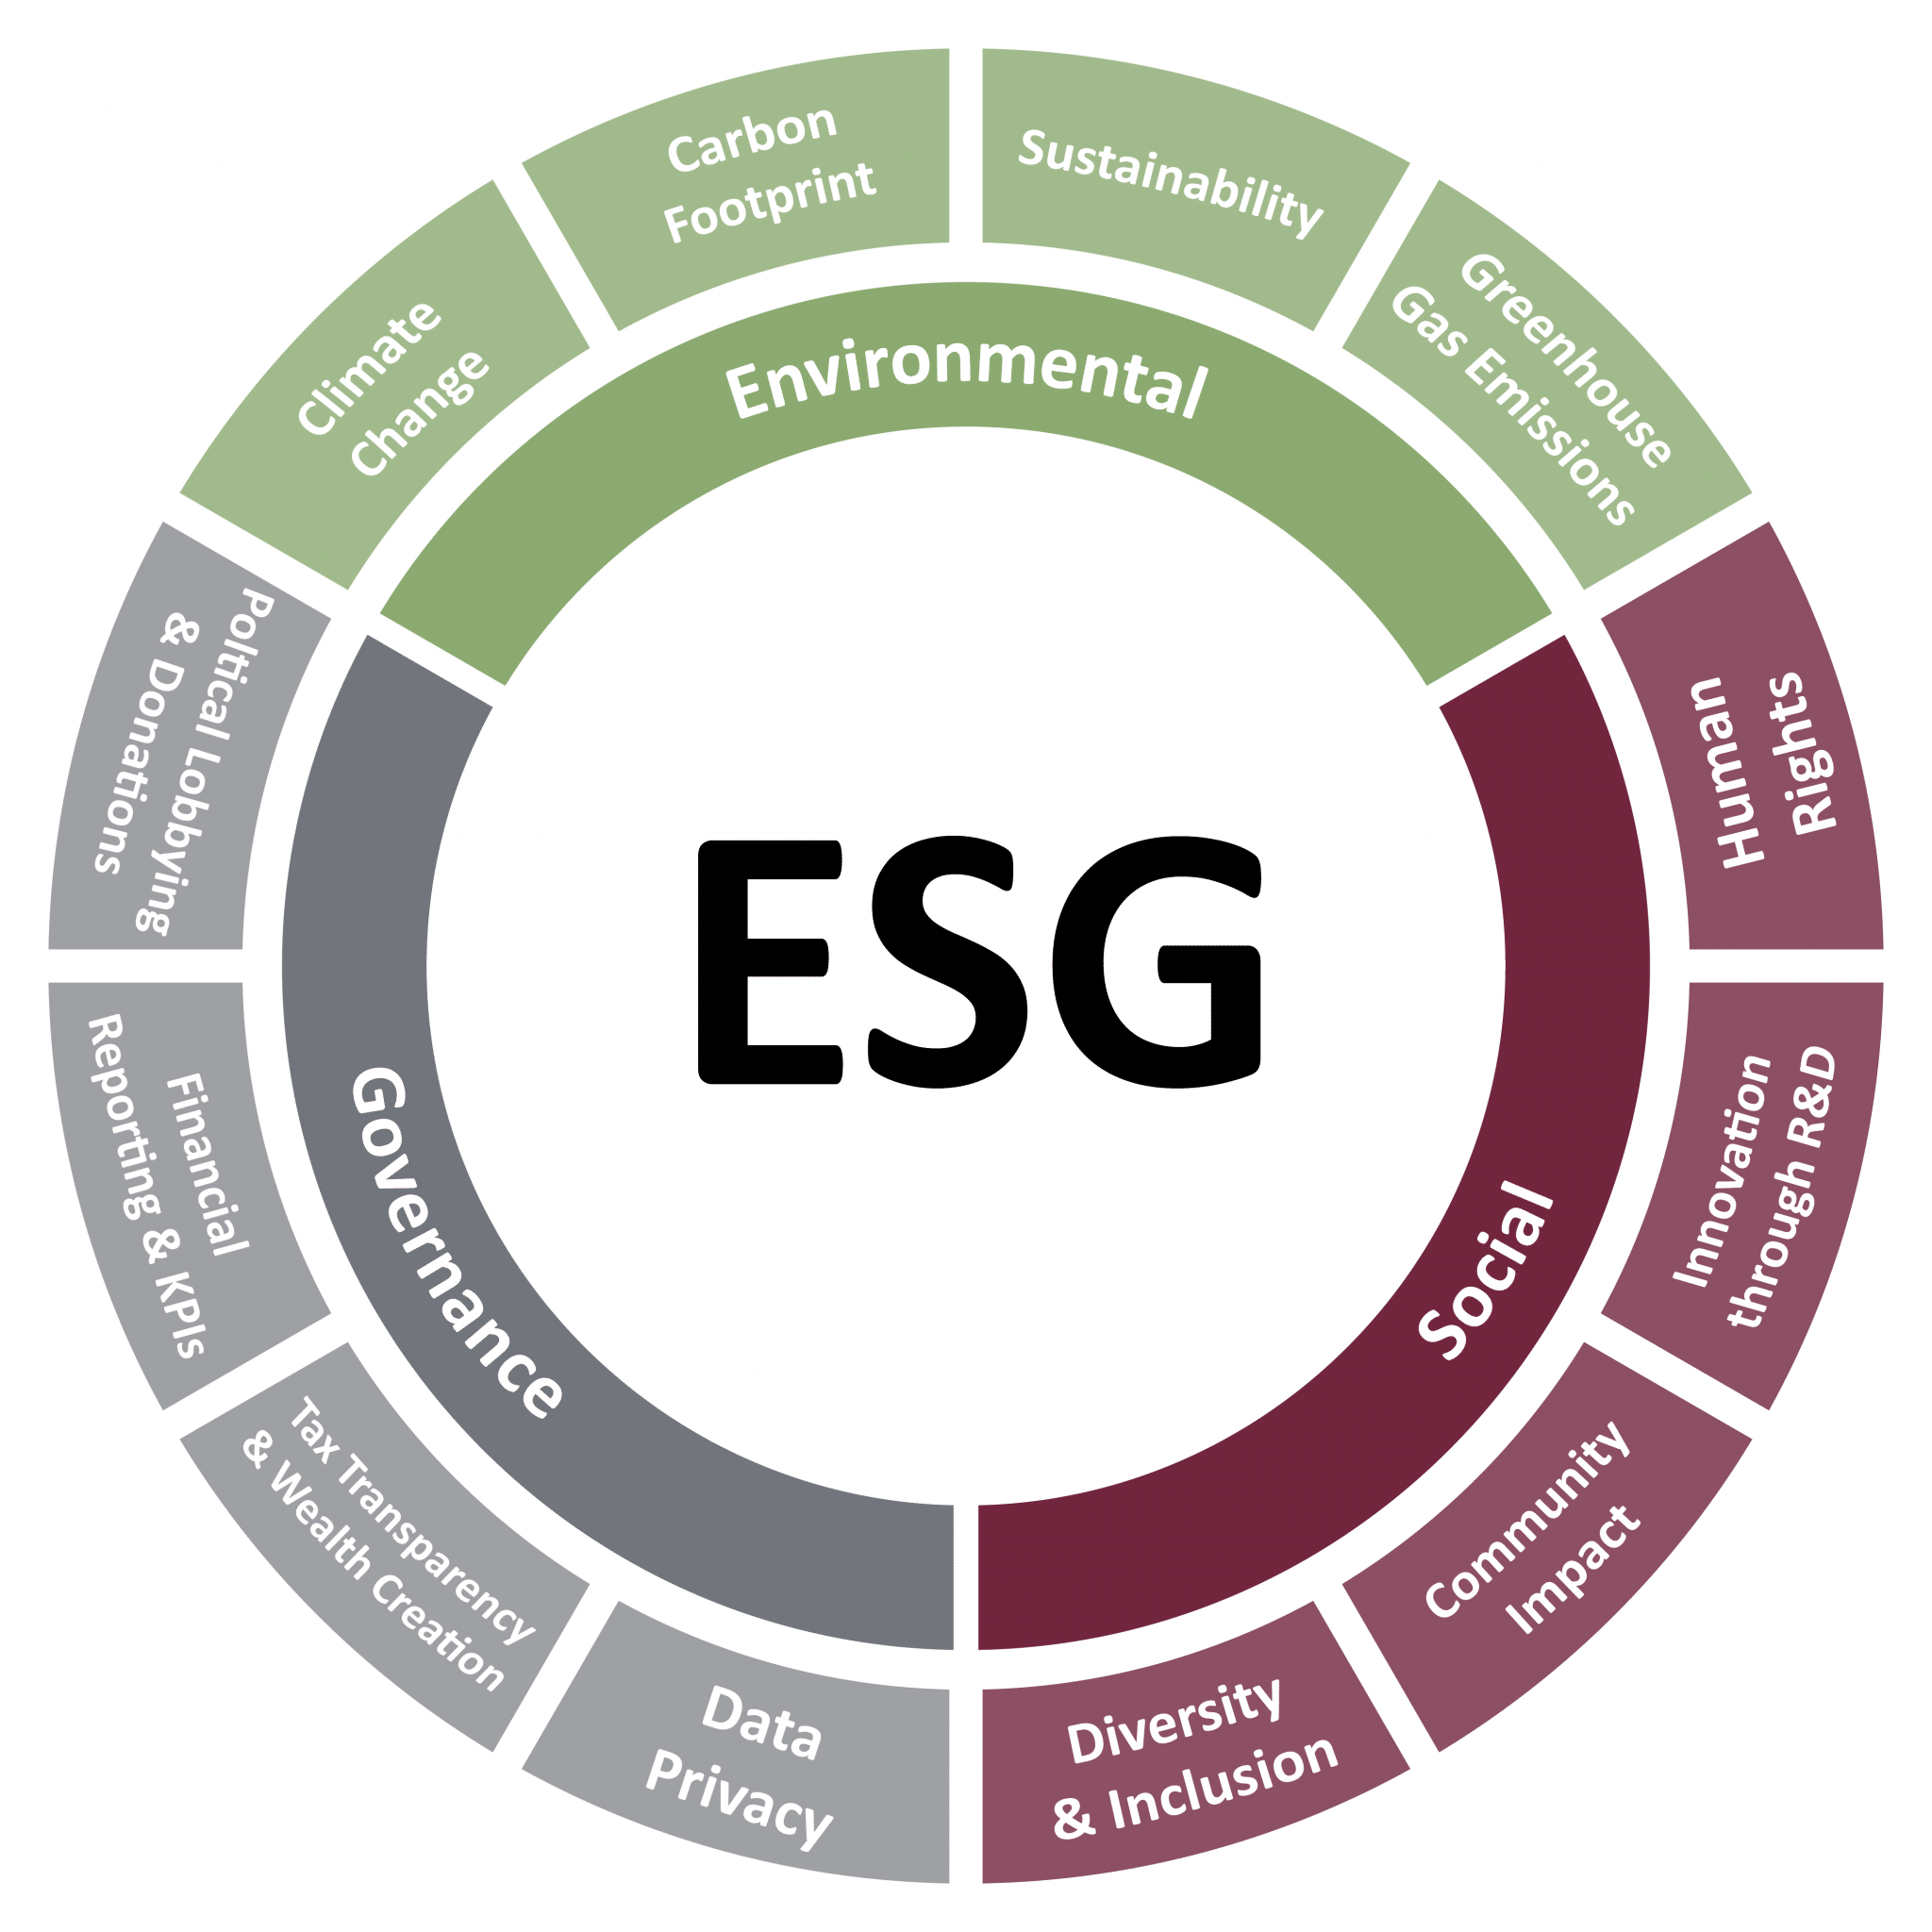 ESG
Environmental
Social
Governance
Climate
Change
Carbon
Footprint
Sustainability
Greenhouse
Gas Emissions
Human
Rights
Innovation
through R&D
Community
Impact
Diversity
& Inclusion
Data
Privacy
Tax Transparency
& Wealth Creation
Financial
Reporting & KPIs
Political Lobbying
& Donations